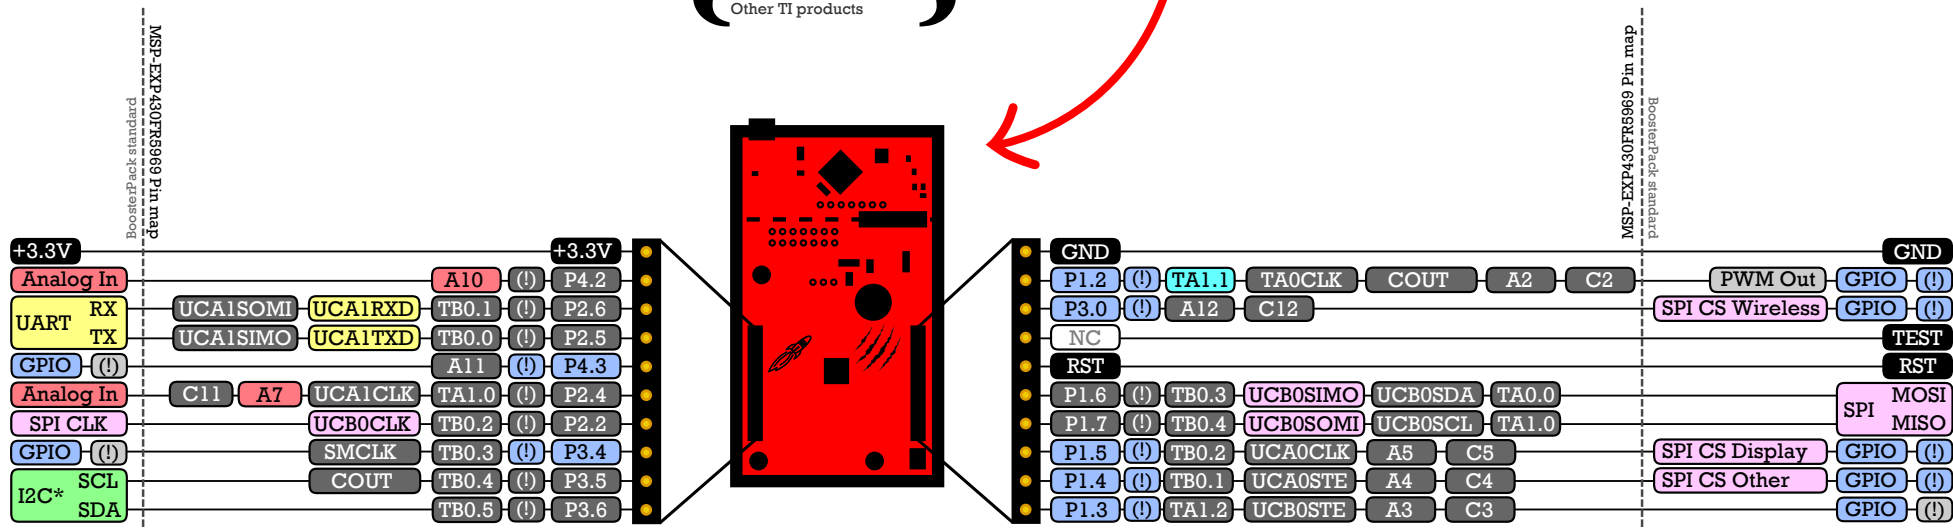 Other TI products
MSP-EXP430FR5969 Pin map
BoosterPack standard
MSP-EXP430FR5969 Pin map
BoosterPack standard
+3.3V +3.3V GND GND
Analog In A10 (!) P4.2 P1.2 (!) TA1.1 TA0CLK COUT A2 C2 PWM Out GPIO (!)
UART RX UCA1SOMI UCA1RXD TB0.1 (!) P2.6 P3.0 (!) A12 C12 SPI CS Wireless GPIO (!)
TX UCA1SIMO UCA1TXD TB0.0 (!) P2.5 NC TEST
GPIO (!) A11 (!) P4.3 RST RST
Analog In C11 A7 UCA1CLK TA1.0 (!) P2.4 P1.6 (!) TB0.3 UCB0SIMO UCB0SDA TA0.0 SPI MOSI
SPI CLK UCB0CLK TB0.2 (!) P2.2 P1.7 (!) TB0.4 UCB0SOMI UCB0SCL TA1.0 MISO
GPIO (!) SMCLK TB0.3 (!) P3.4 P1.5 (!) TB0.2 UCA0CLK A5 C5 SPI CS Display GPIO (!)
I2C* SCL COUT TB0.4 (!) P3.5 P1.4 (!) TB0.1 UCA0STE A4 C4 SPI CS Other GPIO (!)
SDA TB0.5 (!) P3.6 P1.3 (!) TA1.2 UCB0STE A3 C3 GPIO (!)